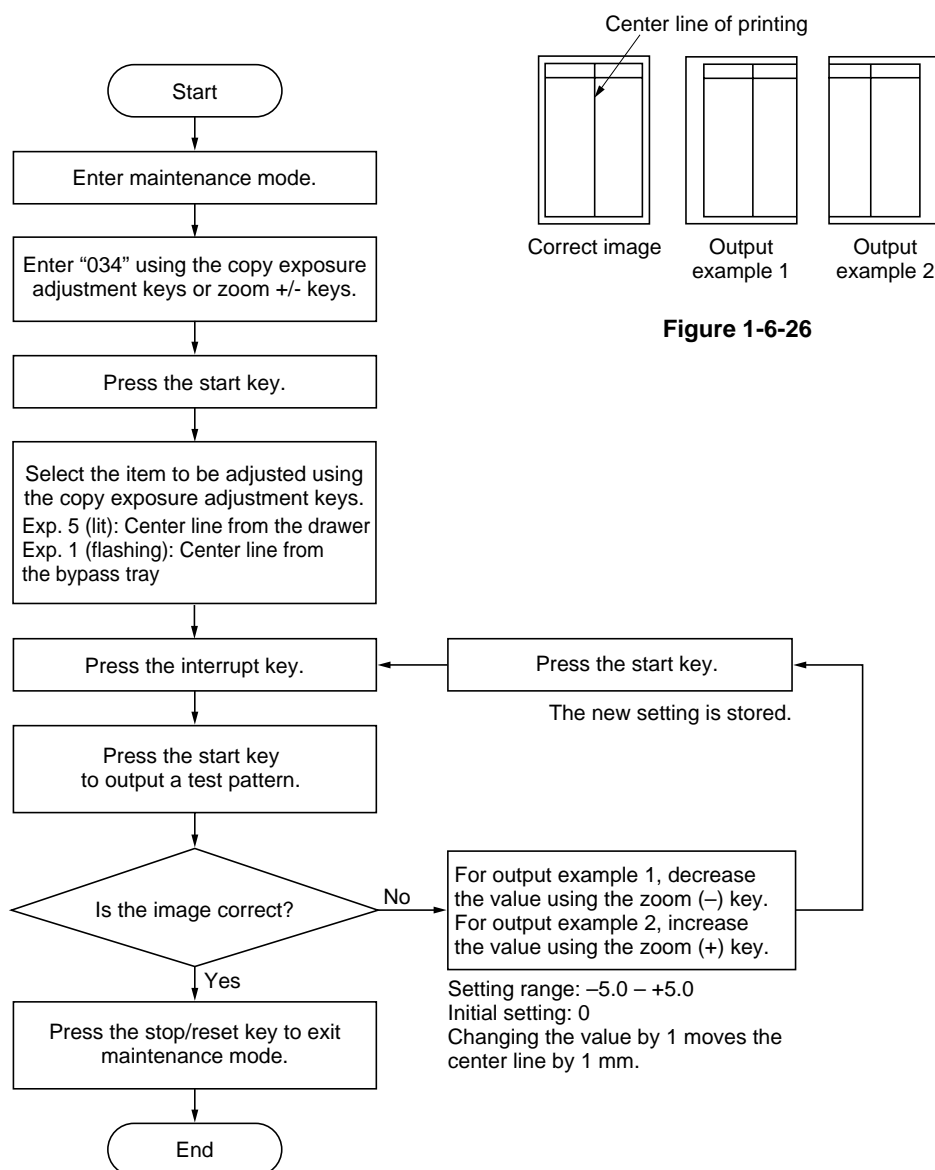 Center line of printing
Correct image
Output
example 1
Output
example 2
Figure 1-6-26
Start
Enter maintenance mode.
Enter “034” using the copy exposure
adjustment keys or zoom +/- keys.
Press the start key.
Select the item to be adjusted using
the copy exposure adjustment keys.
Exp. 5 (lit): Center line from the drawer
Exp. 1 (flashing): Center line from
the bypass tray
Press the interrupt key.
Press the start key.
The new setting is stored.
Press the start key
to output a test pattern.
Is the image correct?
No
For output example 1, decrease
the value using the zoom (–) key.
For output example 2, increase
the value using the zoom (+) key.
Setting range: –5.0 – +5.0
Initial setting: 0
Changing the value by 1 moves the
center line by 1 mm.
Yes
Press the stop/reset key to exit
maintenance mode.
End